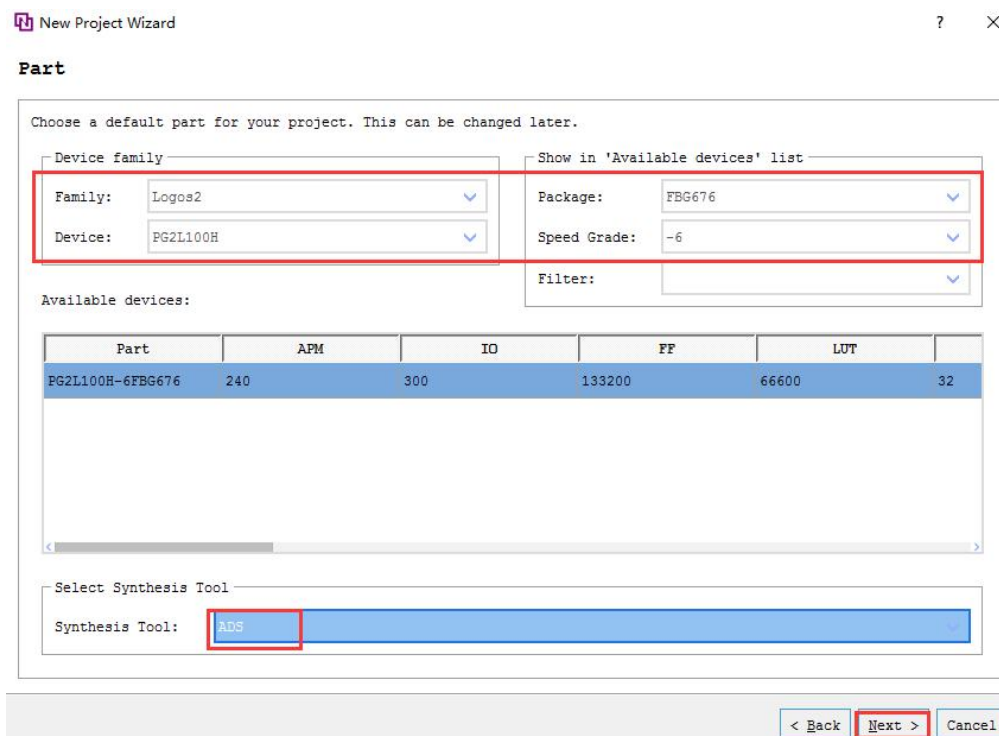 New Project Wizard
Part
Choose a default part for your project. This can be changed later.
Device family
Show in 'Available devices' list
Family: Logos2
Package: FBG676
Device: PG2L100H
Speed Grade: -6
Filter:
Available devices:
Part APM IO FF LUT
PG2L100H-6FBG676 240 300 133200 66600 32
Select Synthesis Tool
Synthesis Tool: ADS
< Back Next > Cancel